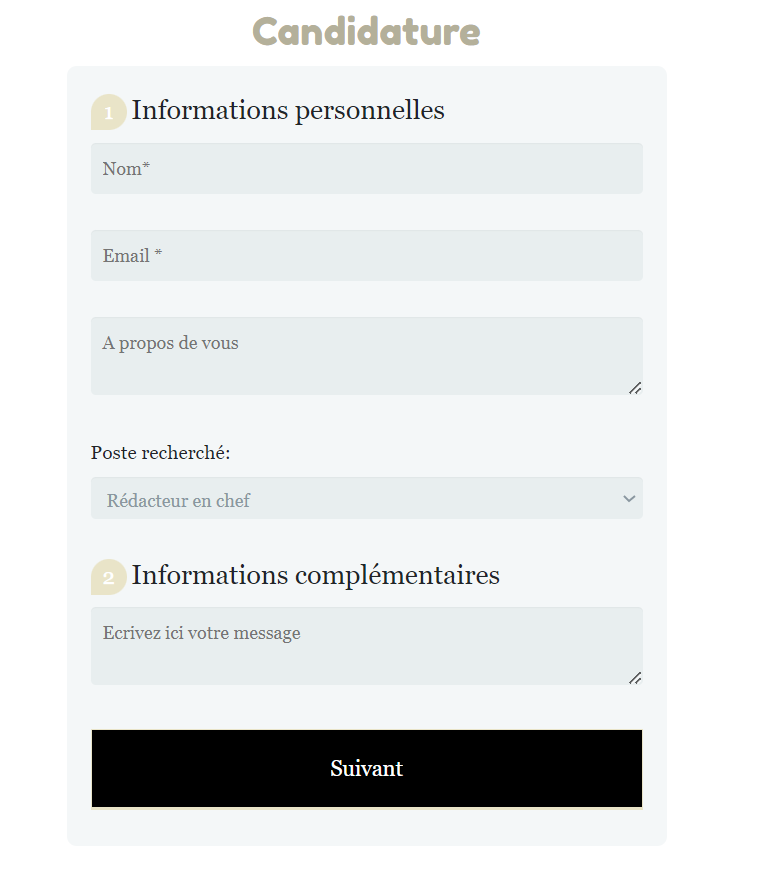 Candidature
1 Informations personnelles
Nom*
Email *
A propos de vous
Poste recherché:
Rédacteur en chef
2 Informations complémentaires
Ecrivez ici votre message
Suivant